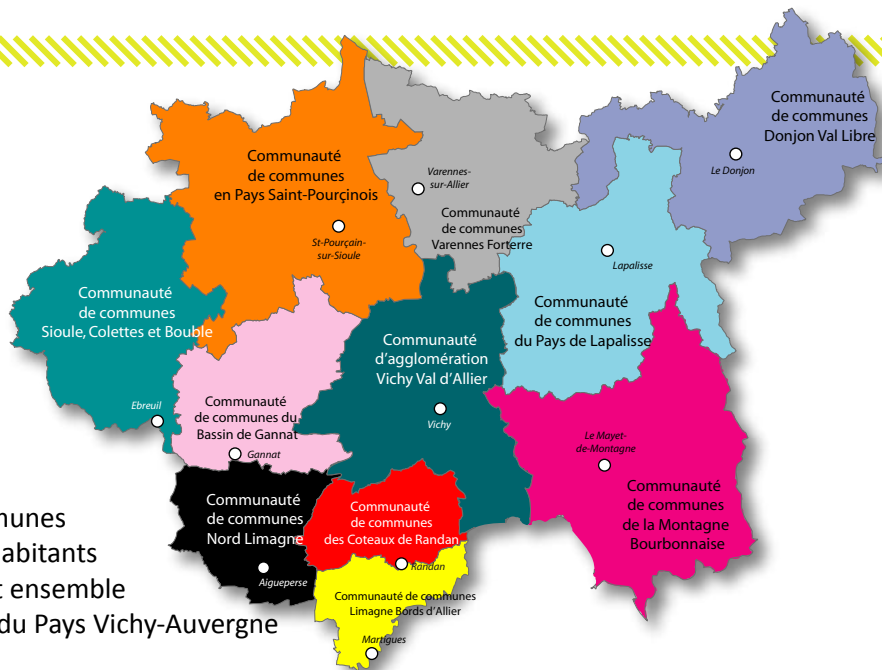 Communauté
de communes
Donjon Val Libre
Le Donjon
Communauté
de communes
en Pays Saint-Pourçinois
St-Pourçain-
sur-Sioule
Varennes-
sur-Allier
Communauté
de communes
Varennes Forterre
Lapalisse
Communauté
de communes
du Pays de Lapalisse
Communauté
de communes
Sioule, Colettes et Bouble
Ebreuil
Communauté
d'agglomération
Vichy Val d'Allier
Vichy
Communauté
de communes du
Bassin de Gannat
Gannat
Le Mayet-
de-Montagne
Communauté
de communes
de la Montagne
Bourbonnaise
Communauté
de communes
Nord Limagne
Aigueperse
Communauté
de communes
des Coteaux de Randan
Randan
Communauté de communes
Limagne Bords d'Allier
Martigues
ensemble
du Pays Vichy-Auvergne